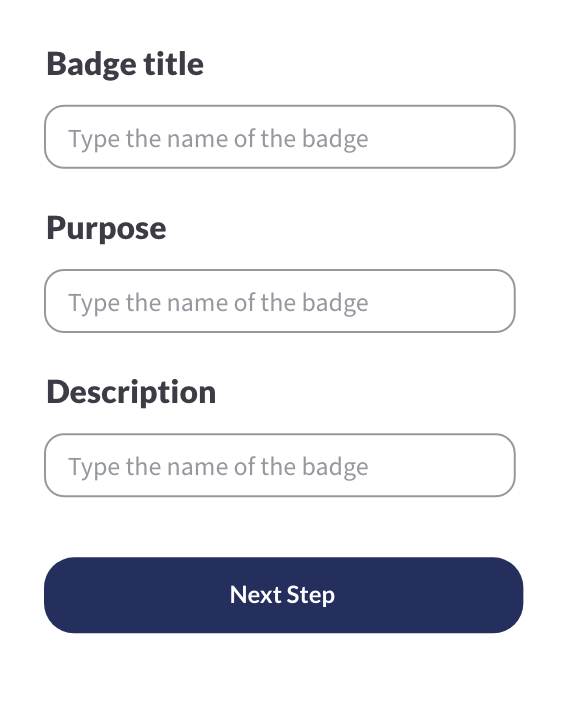 Badge title
Type the name of the badge
Purpose
Type the name of the badge
Description
Type the name of the badge
Next Step